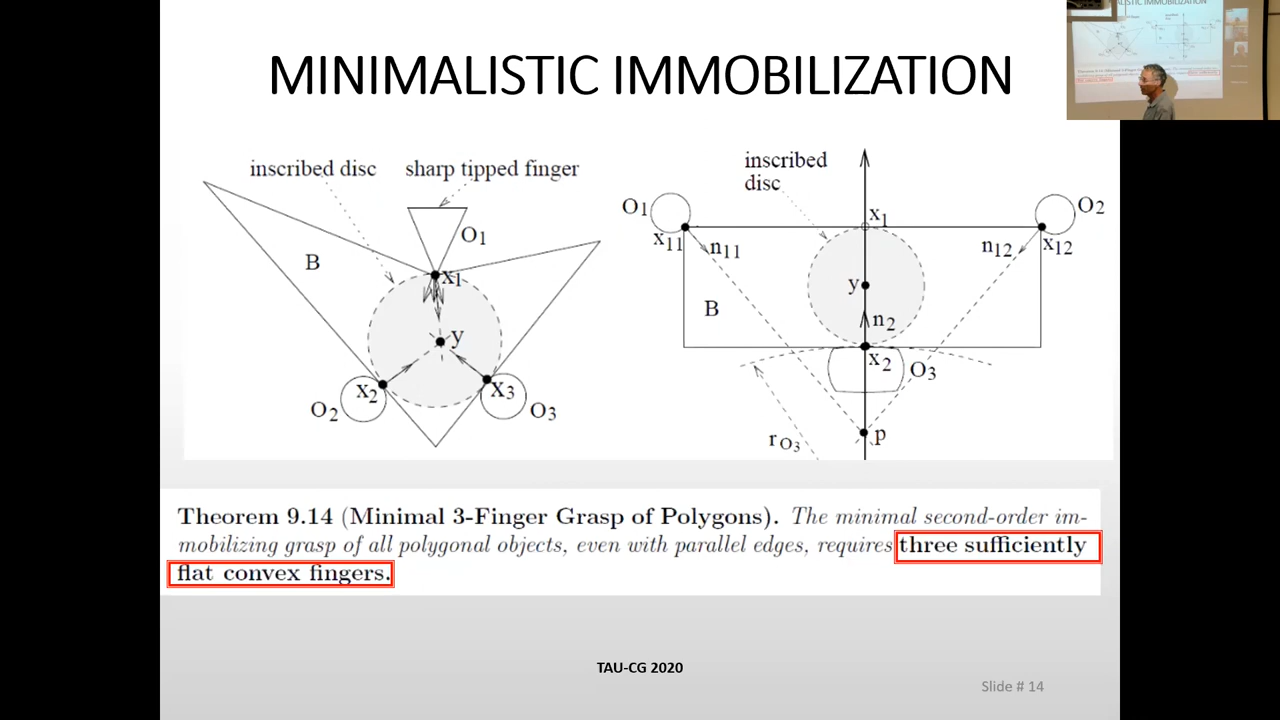 MINIMALISTIC IMMOBILIZATION
inscribed disc
sharp tipped finger
O1
B
x1
y
x2
x3
O2
O3
inscribed
disc
O1
x1
O2
x11
n11
n12
x12
y
B
n2
x2
O3
p
rO3
Theorem 9.14 (Minimal 3-Finger Grasp of Polygons). The minimal second-order im-
mobilizing grasp of all polygonal objects, even with parallel edges, requires three sufficiently
flat convex fingers.
TAU-CG 2020
Slide # 14